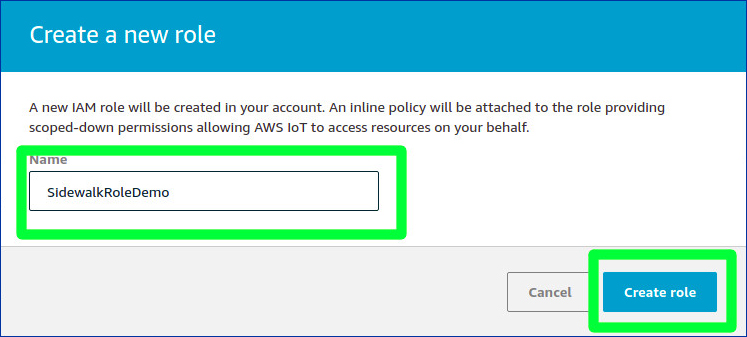 Create a new role
A new IAM role will be created in your account. An inline policy will be attached to the role providing
scoped-down permissions allowing AWS IoT to access resources on your behalf.
Name
SidewalkRoleDemo
Cancel
Create role